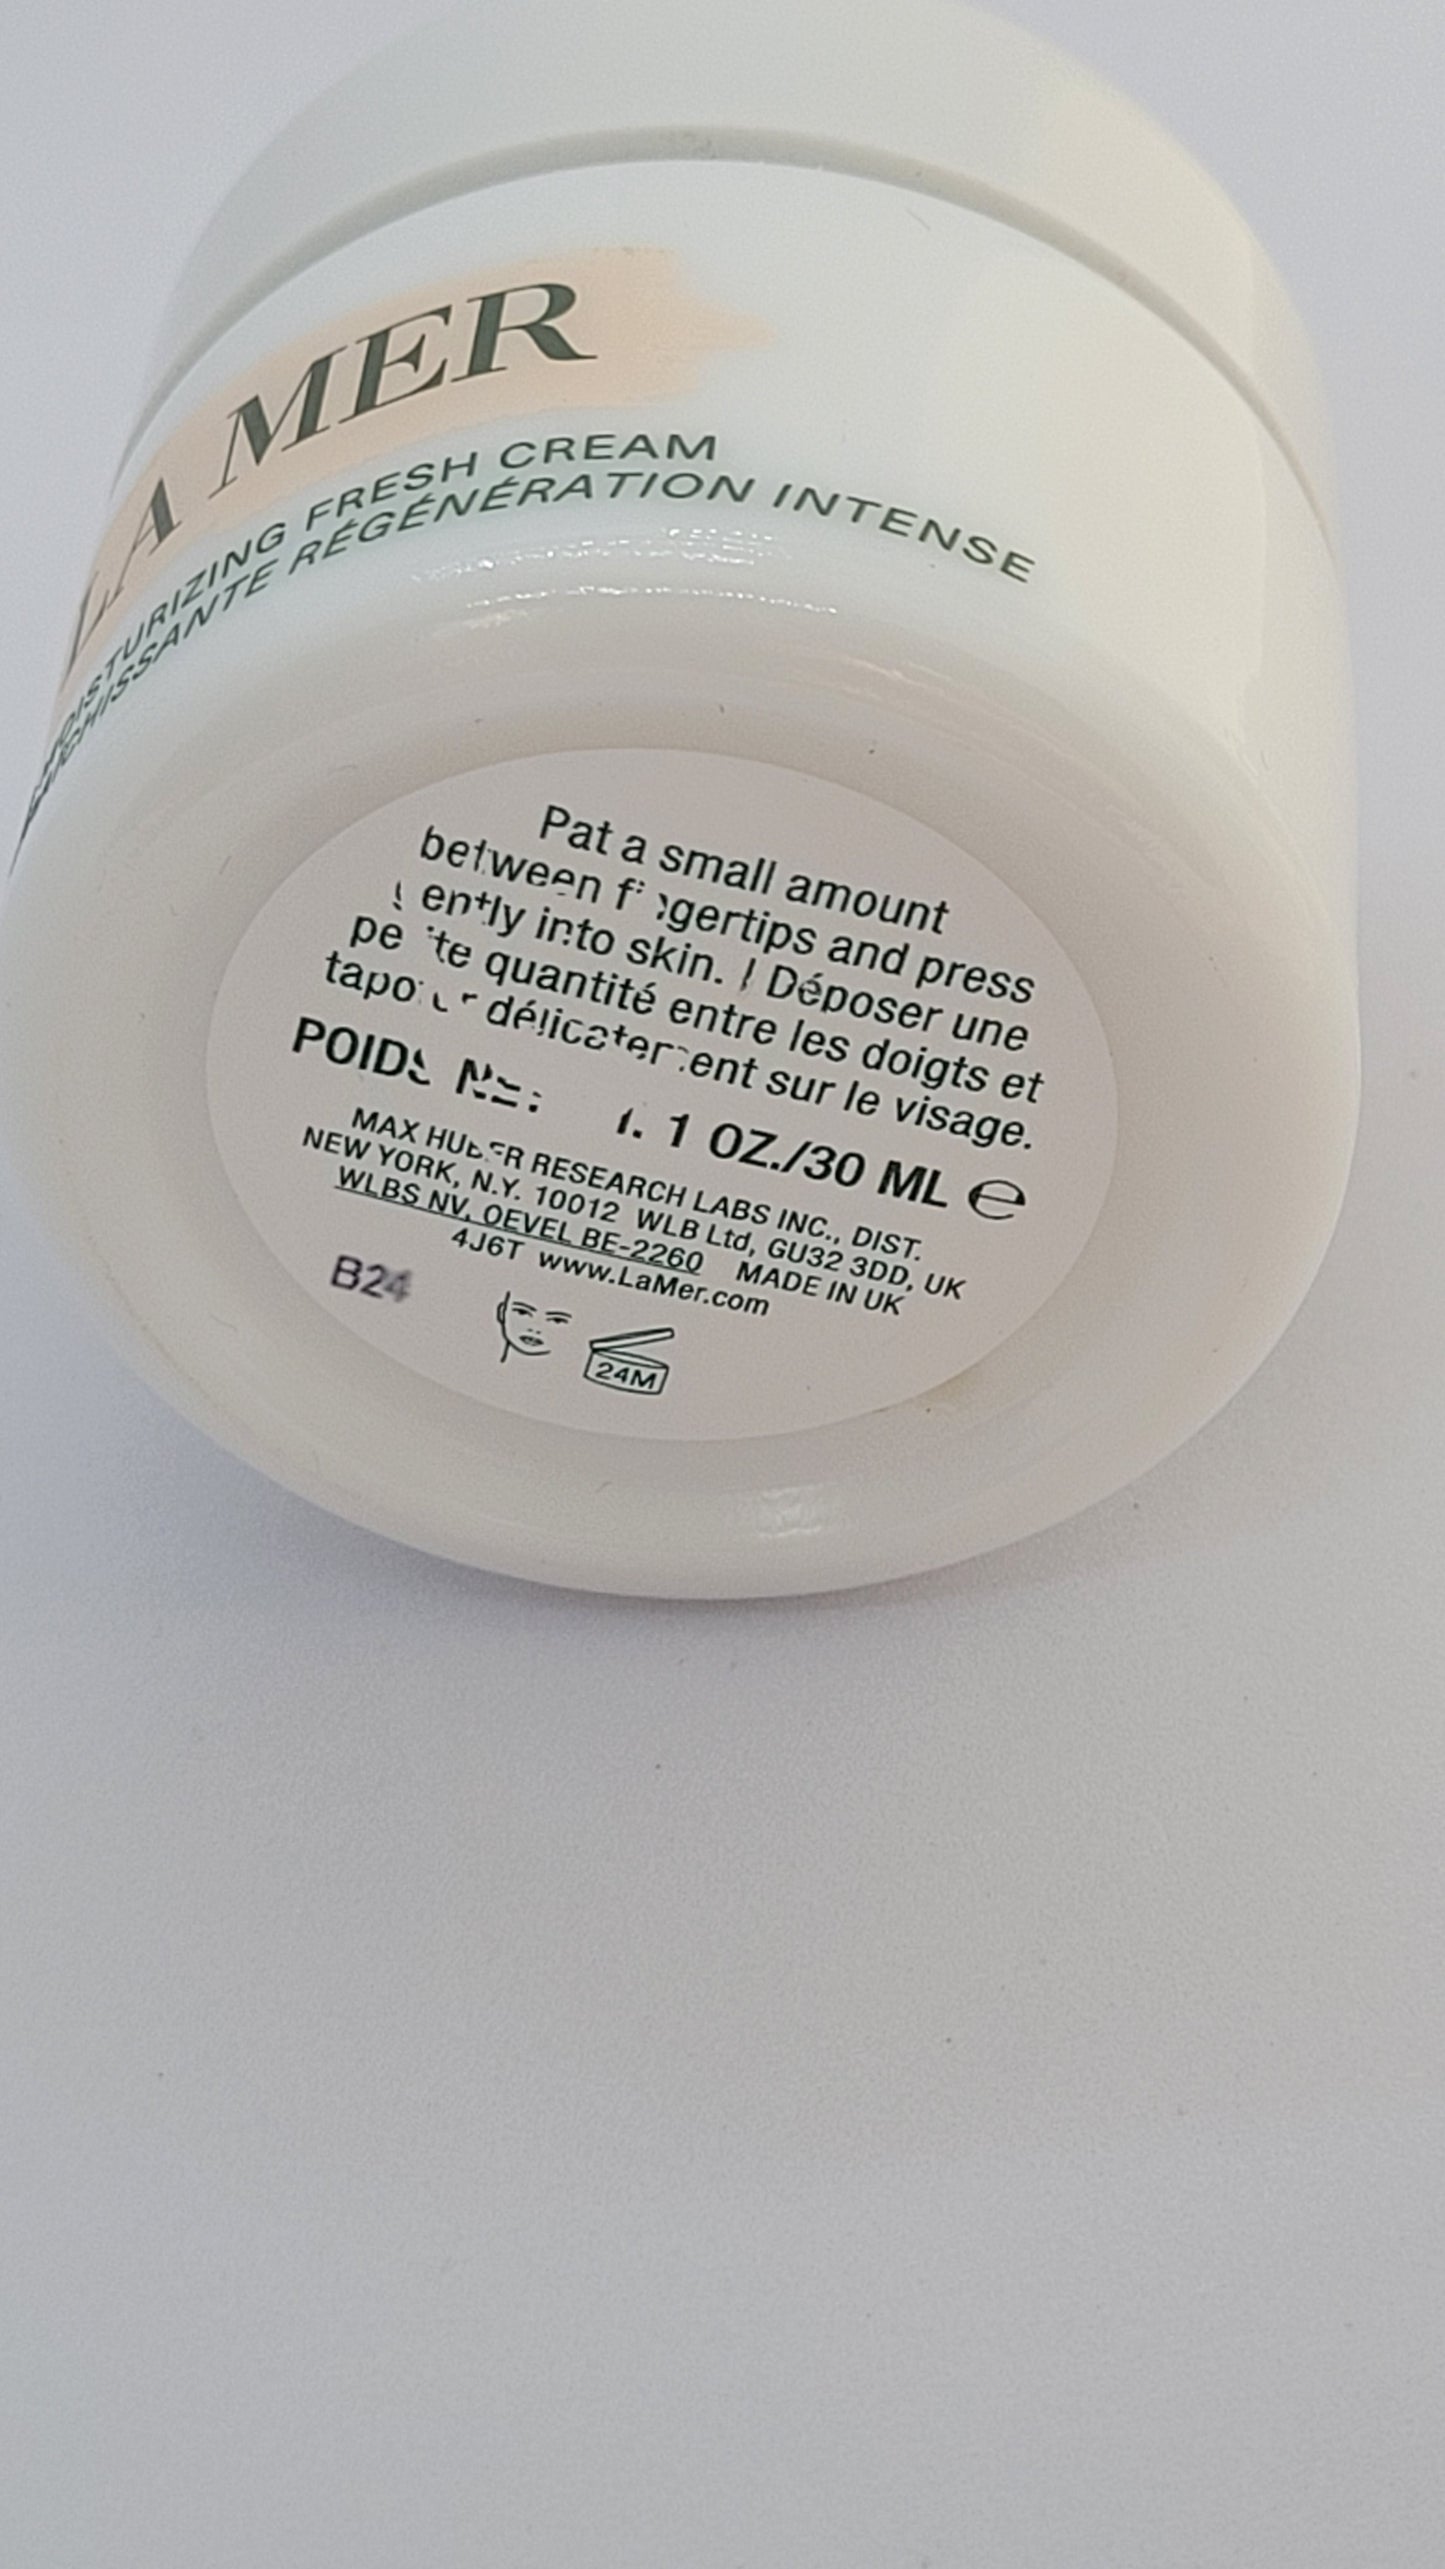 LA MER
MOISTURIZING FRESH CREAM
RÉGÉNÉRATION INTENSE
Pat a small amount
between fingertips and press
gently into skin. | Déposer une
petite quantité entre les doigts et
tapoter délicatement sur le visage.
POIDS NET 1 OZ./30 ML ℮
MAX HUBER RESEARCH LABS INC., DIST.
NEW YORK, N.Y. 10012 WLB Ltd, GU32 3DD, UK
WLBS NV, OEVEL BE-2260 MADE IN UK
4J6T www.LaMer.com
B24
24M